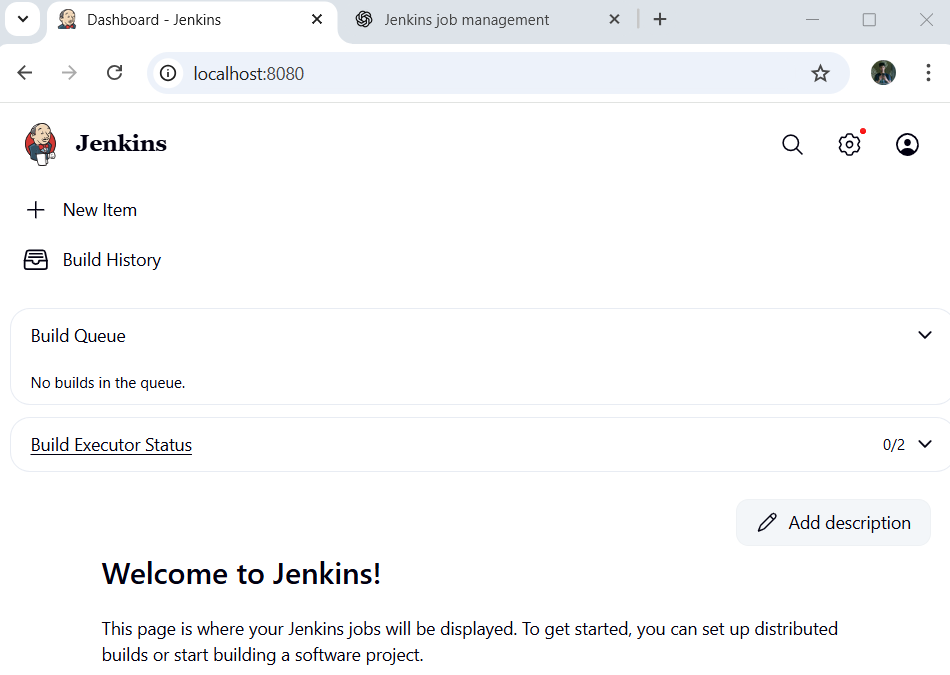 Dashboard - Jenkins
Jenkins job management
localhost:8080
Jenkins
New Item
Build History
Build Queue
No builds in the queue.
Build Executor Status
0/2
Add description
Welcome to Jenkins!
This page is where your Jenkins jobs will be displayed. To get started, you can set up distributed
builds or start building a software project.